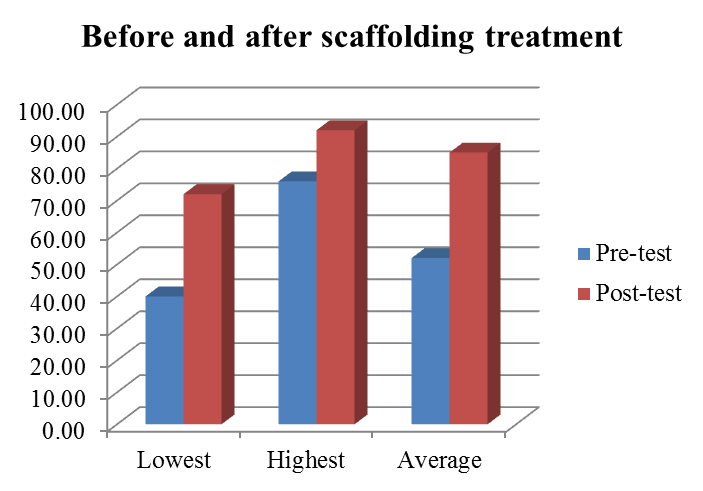 Before and after scaffolding treatment
100.00
90.00
80.00
70.00
60.00
50.00
40.00
30.00
20.00
10.00
0.00
Lowest
Highest
Average
Pre-test
Post-test